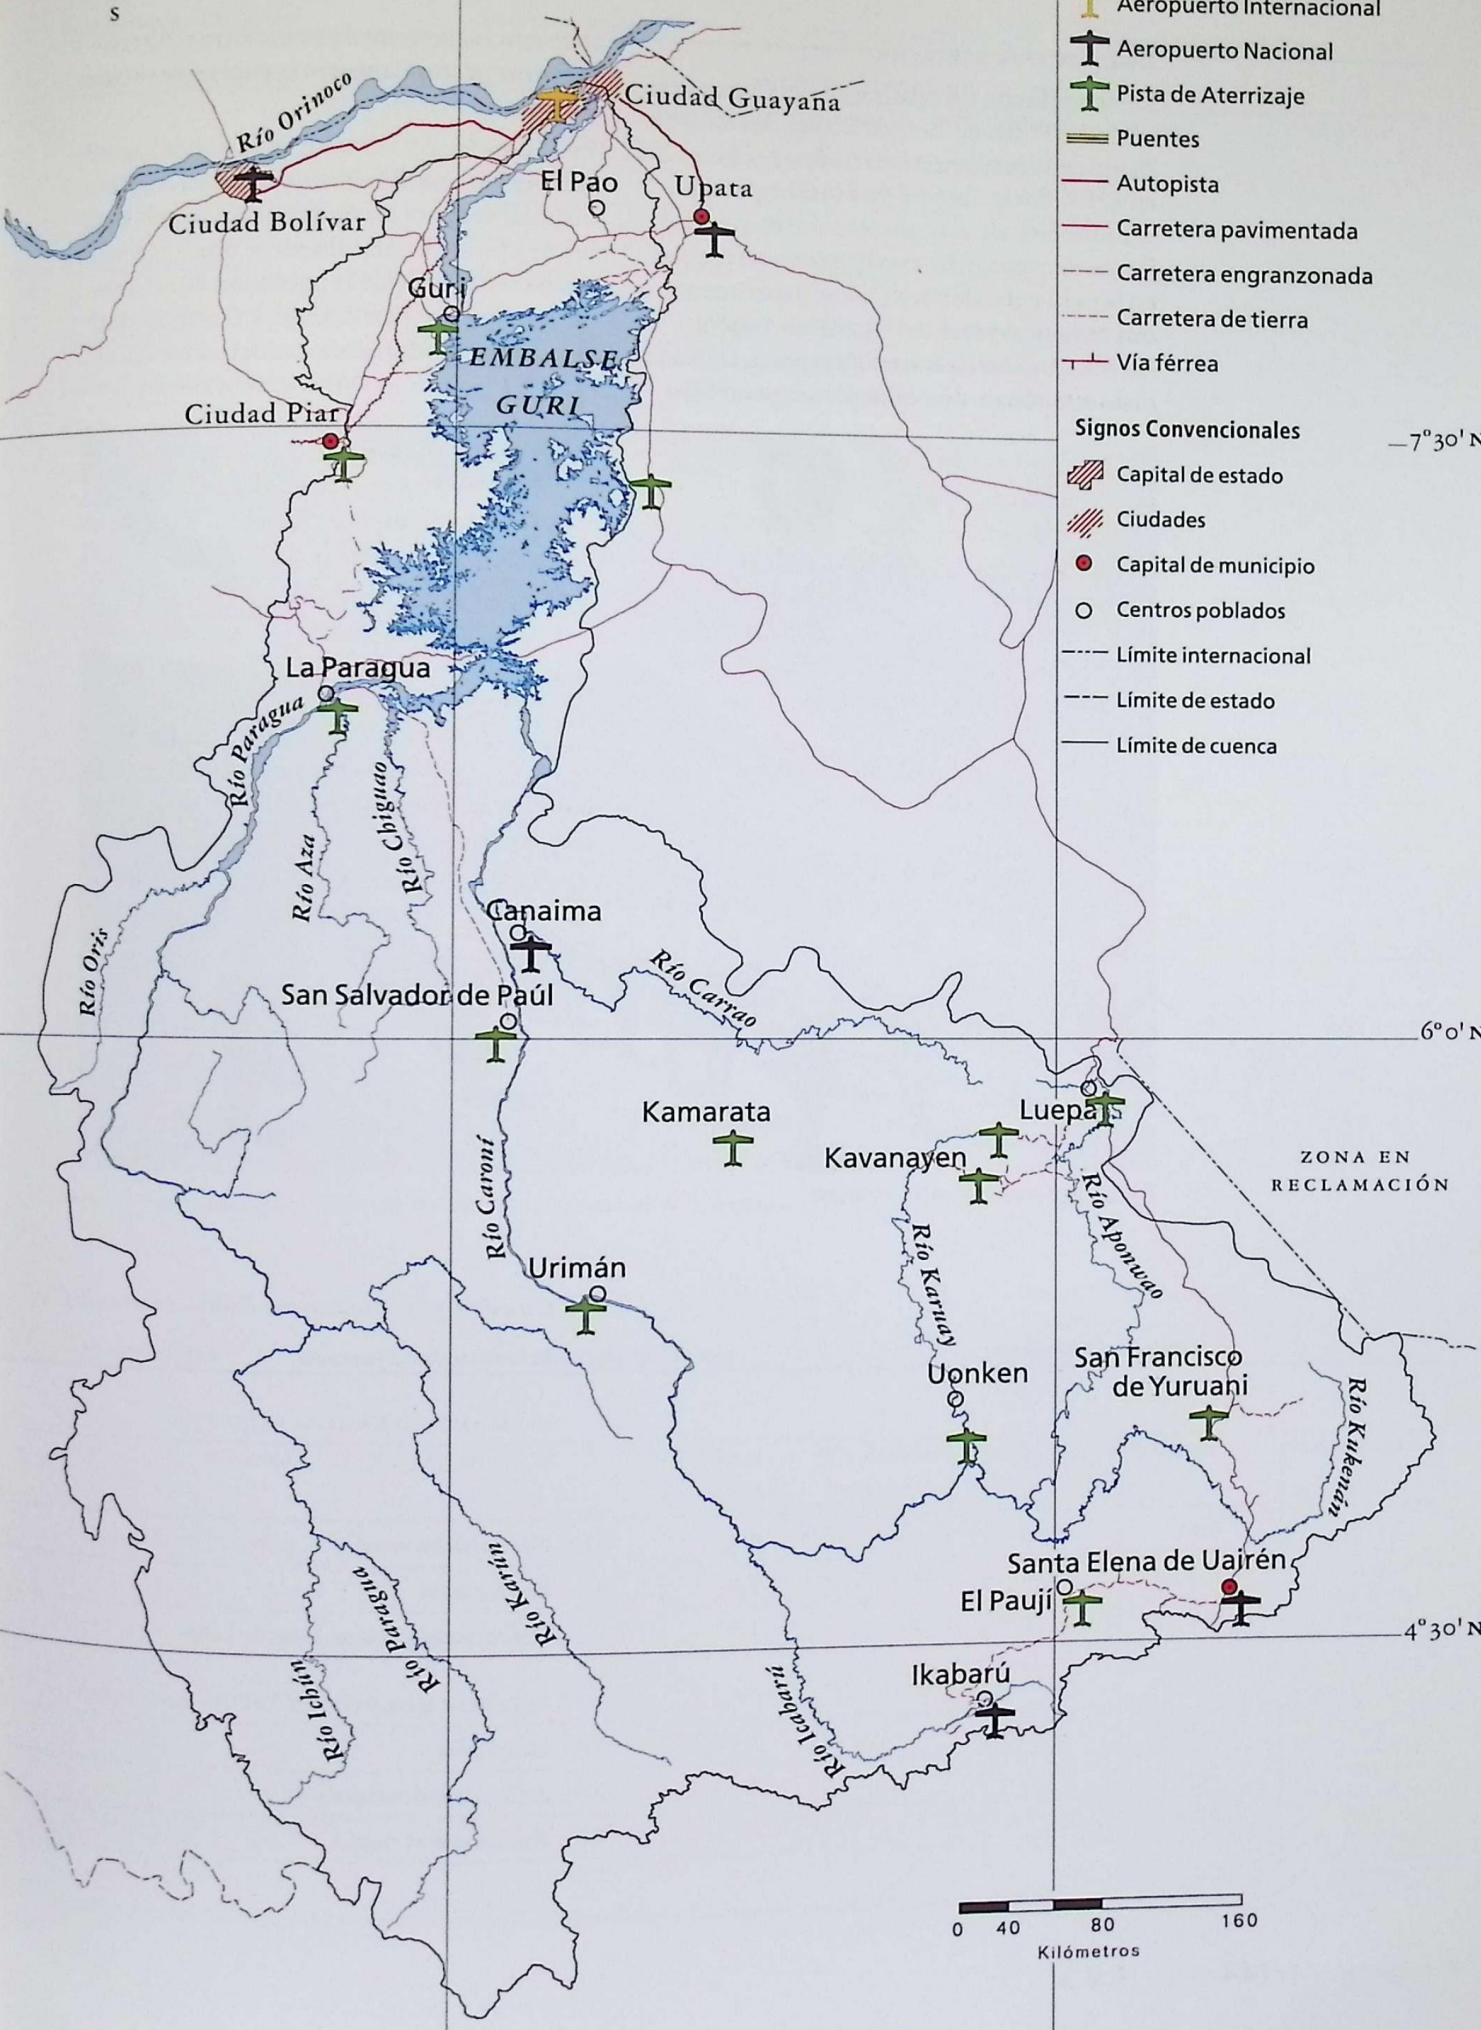 S
Aeropuerto Internacional
Aeropuerto Nacional
Pista de Aterrizaje
Puentes
Autopista
Carretera pavimentada
Carretera engranzonada
Carretera de tierra
Vía férrea
Signos Convencionales
Capital de estado
Ciudades
Capital de municipio
Centros poblados
Límite internacional
Límite de estado
Límite de cuenca
Río Orinoco
Ciudad Guayana
El Pao
Upata
Ciudad Bolívar
Guri
EMBALSE
GURI
Ciudad Piar
7°30' N
La Paragua
Río Paragua
Río Aza
Río Chiguao
Río Oris
Canaima
Río Carrao
San Salvador de Paúl
6°0' N
Kamarata
Luepa
Kavanayen
ZONA EN
RECLAMACIÓN
Río Caroní
Río Aponwao
Río Karuay
Urimán
Uonken
San Francisco
de Yuruani
Río Kukenán
Río Karún
Santa Elena de Uairén
El Paují
Río Paragua
4°30' N
Río Ichún
Ikabarú
Río Icabarú
0 40 80 160
Kilómetros